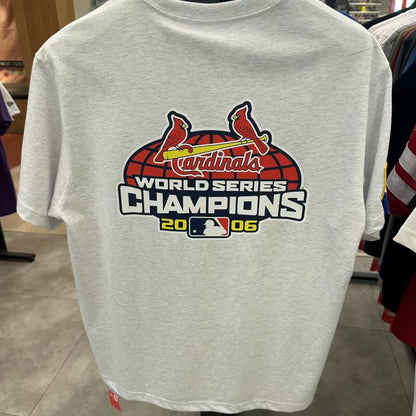 Cardinals
WORLD SERIES
CHAMPIONS
20 06